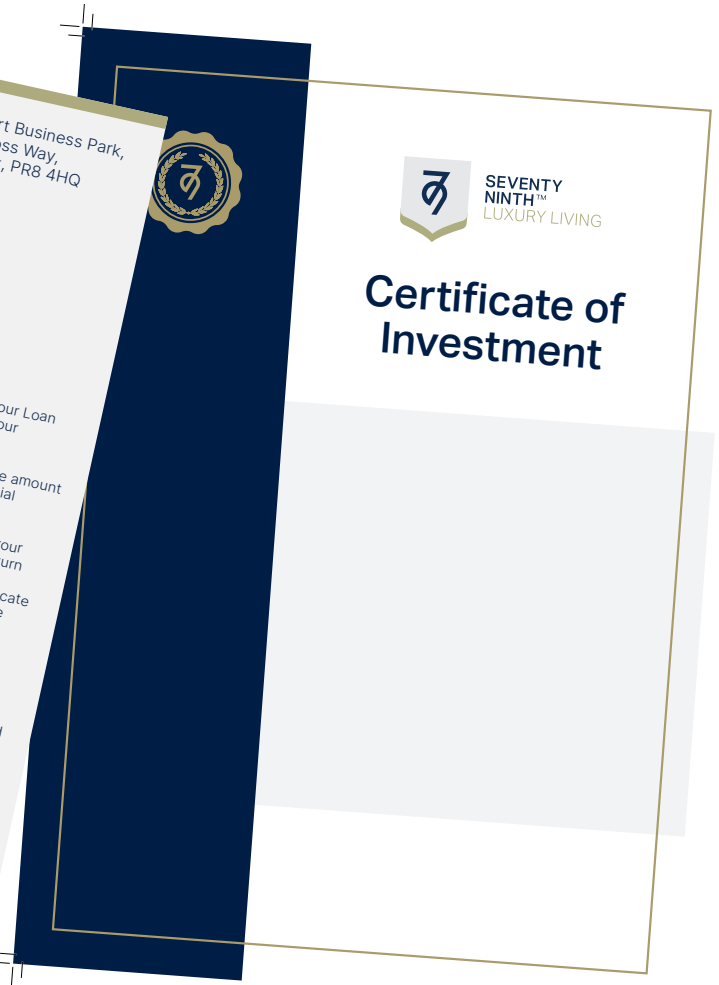 rt Business Park,
ss Way,
, PR8 4HQ
our Loan
our
e amount
ial
our
urn
cate
e
SEVENTY
NINTH™
LUXURY LIVING
Certificate of
Investment